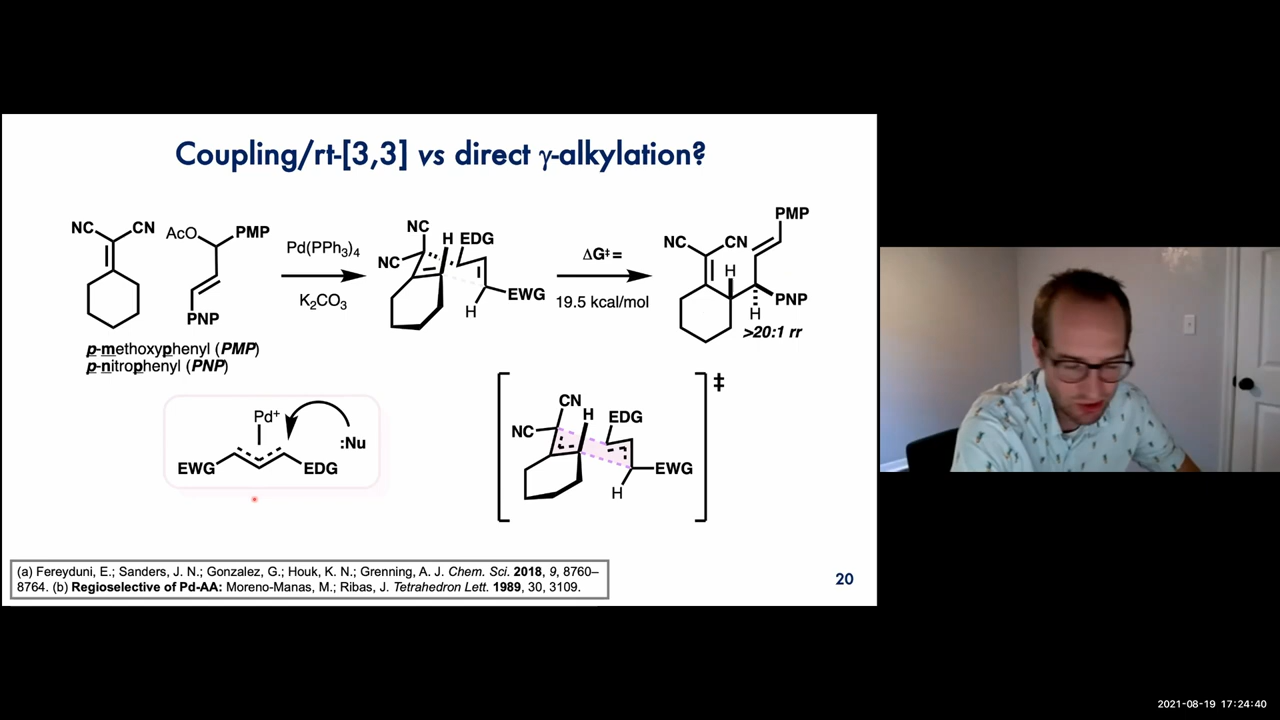 Coupling/rt-[3,3] vs direct γ-alkylation?
NC CN
AcO PMP
PNP
Pd(PPh3)4
K2CO3
NC
NC
H EDG
EWG
H
ΔG‡ =
19.5 kcal/mol
PMP
NC CN
H
PNP
H
>20:1 rr
p-methoxyphenyl (PMP)
p-nitrophenyl (PNP)
Pd+
:Nu
EWG EDG
CN
H
NC
EDG
EWG
H
‡
(a) Fereyduni, E.; Sanders, J. N.; Gonzalez, G.; Houk, K. N.; Grenning, A. J. Chem. Sci. 2018, 9, 8760–
8764. (b) Regioselective of Pd-AA: Moreno-Manas, M.; Ribas, J. Tetrahedron Lett. 1989, 30, 3109.
20
2021-08-19 17:24:40